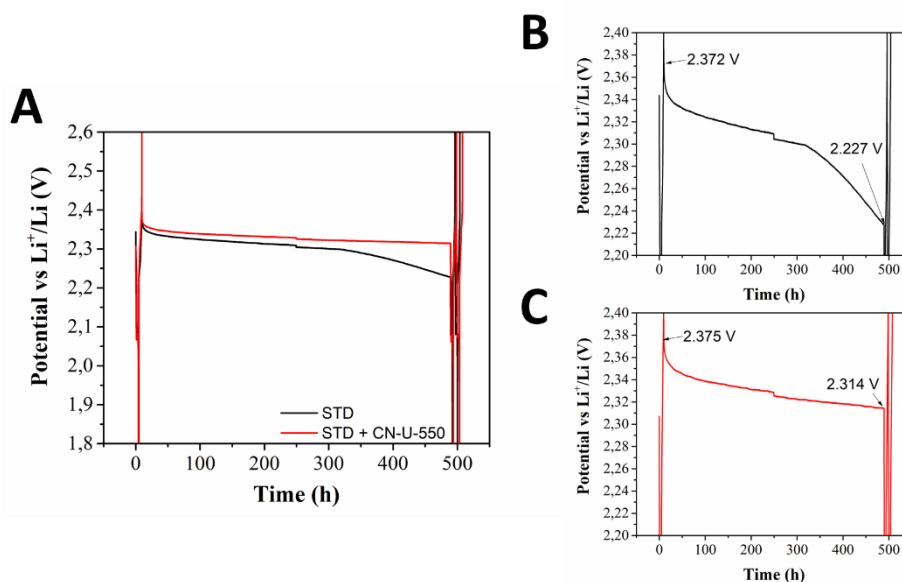 A
Potential vs Li⁺/Li (V)
2,6
2,5
2,4
2,3
2,2
2,1
2,0
1,9
1,8
STD
STD + CN-U-550
0 100 200 300 400 500
Time (h)
B
Potential vs Li⁺/Li (V)
2,40
2,38
2,36
2,34
2,32
2,30
2,28
2,26
2,24
2,22
2,20
2.372 V
2.227 V
0 100 200 300 400 500
Time (h)
C
Potential vs Li⁺/Li (V)
2,40
2,38
2,36
2,34
2,32
2,30
2,28
2,26
2,24
2,22
2,20
2.375 V
2.314 V
0 100 200 300 400 500
Time (h)